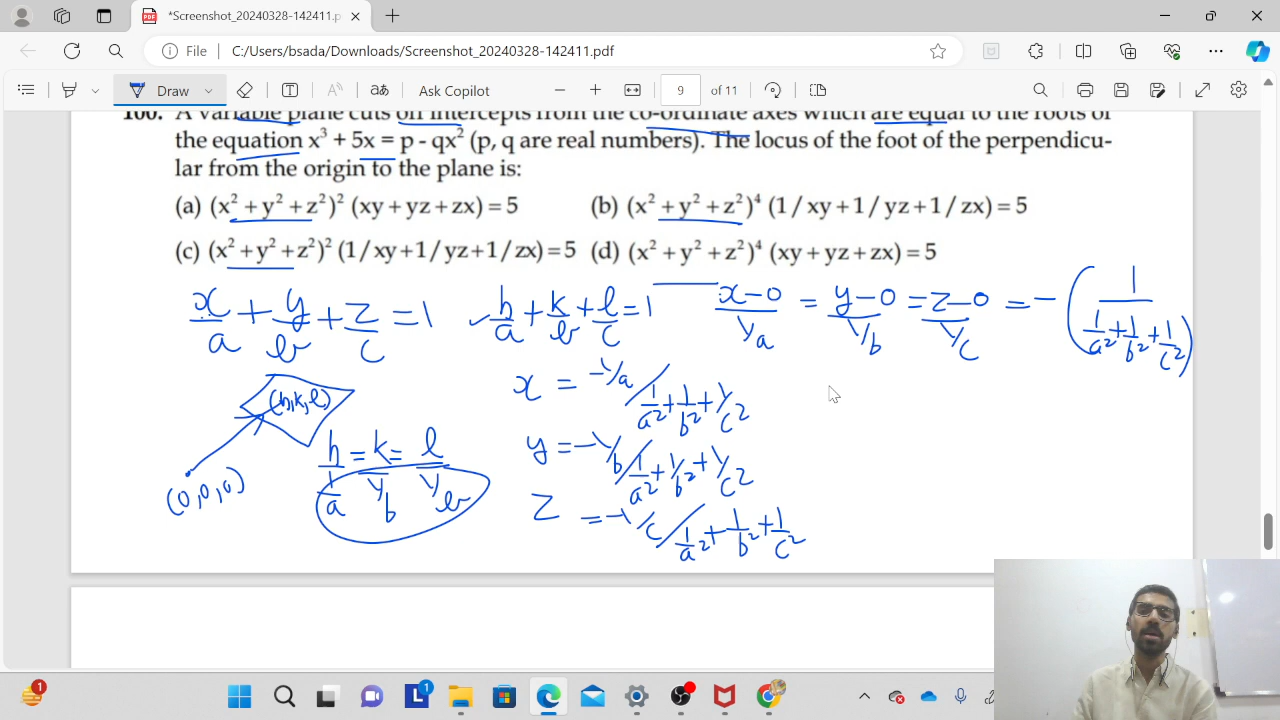 *Screenshot_20240328-142411.p
File C:/Users/bsada/Downloads/Screenshot_20240328-142411.pdf
Draw Ask Copilot 9 of 11
100. A variable plane cuts off intercepts from the co-ordinate axes which are equal to the roots of
the equation x³ + 5x = p - qx² (p, q are real numbers). The locus of the foot of the perpendicu-
lar from the origin to the plane is:
(a) (x² + y² + z²)² (xy + yz + zx) = 5 (b) (x² + y² + z²)⁴ (1/xy + 1/yz + 1/zx) = 5
(c) (x² + y² + z²)² (1/xy + 1/yz + 1/zx) = 5 (d) (x² + y² + z²)⁴ (xy + yz + zx) = 5
x/a + y/b + z/c = 1 h/a + k/b + l/c = 1 x-0/1/a = y-0/1/b = z-0/1/c = -(1/1/a² + 1/b² + 1/c²)
x = -1/a/1/a² + 1/b² + 1/c²
(h,k,l)
h/1/a = k/1/b = l/1/b
y = -1/b/1/a² + 1/b² + 1/c²
(0,0,0)
z = -1/c/1/a² + 1/b² + 1/c²
1
1